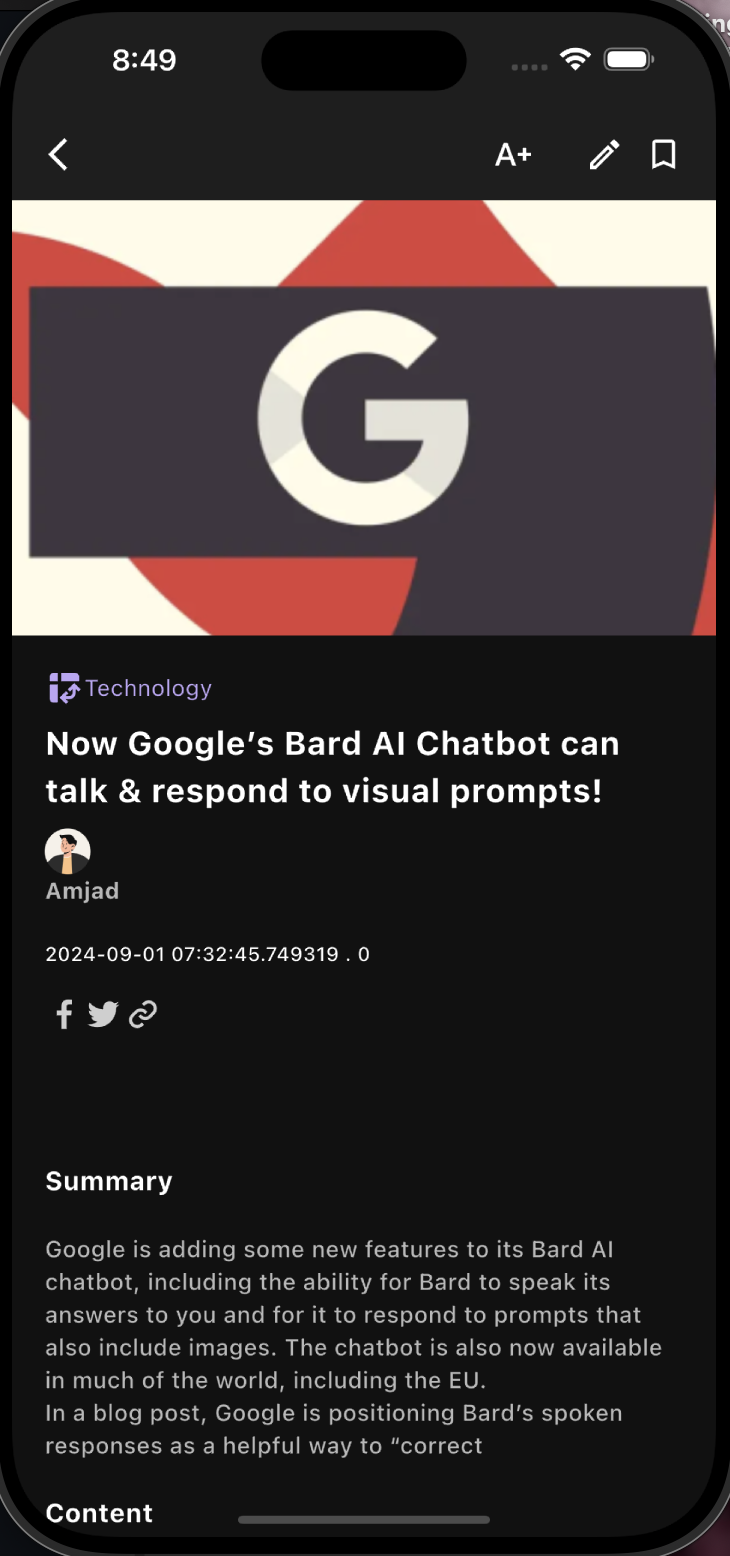 ing
8:49
A+
G
Technology
Now Google’s Bard AI Chatbot can
talk & respond to visual prompts!
Amjad
2024-09-01 07:32:45.749319 . 0
Summary
Google is adding some new features to its Bard AI
chatbot, including the ability for Bard to speak its
answers to you and for it to respond to prompts that
also include images. The chatbot is also now available
in much of the world, including the EU.
In a blog post, Google is positioning Bard’s spoken
responses as a helpful way to “correct
Content